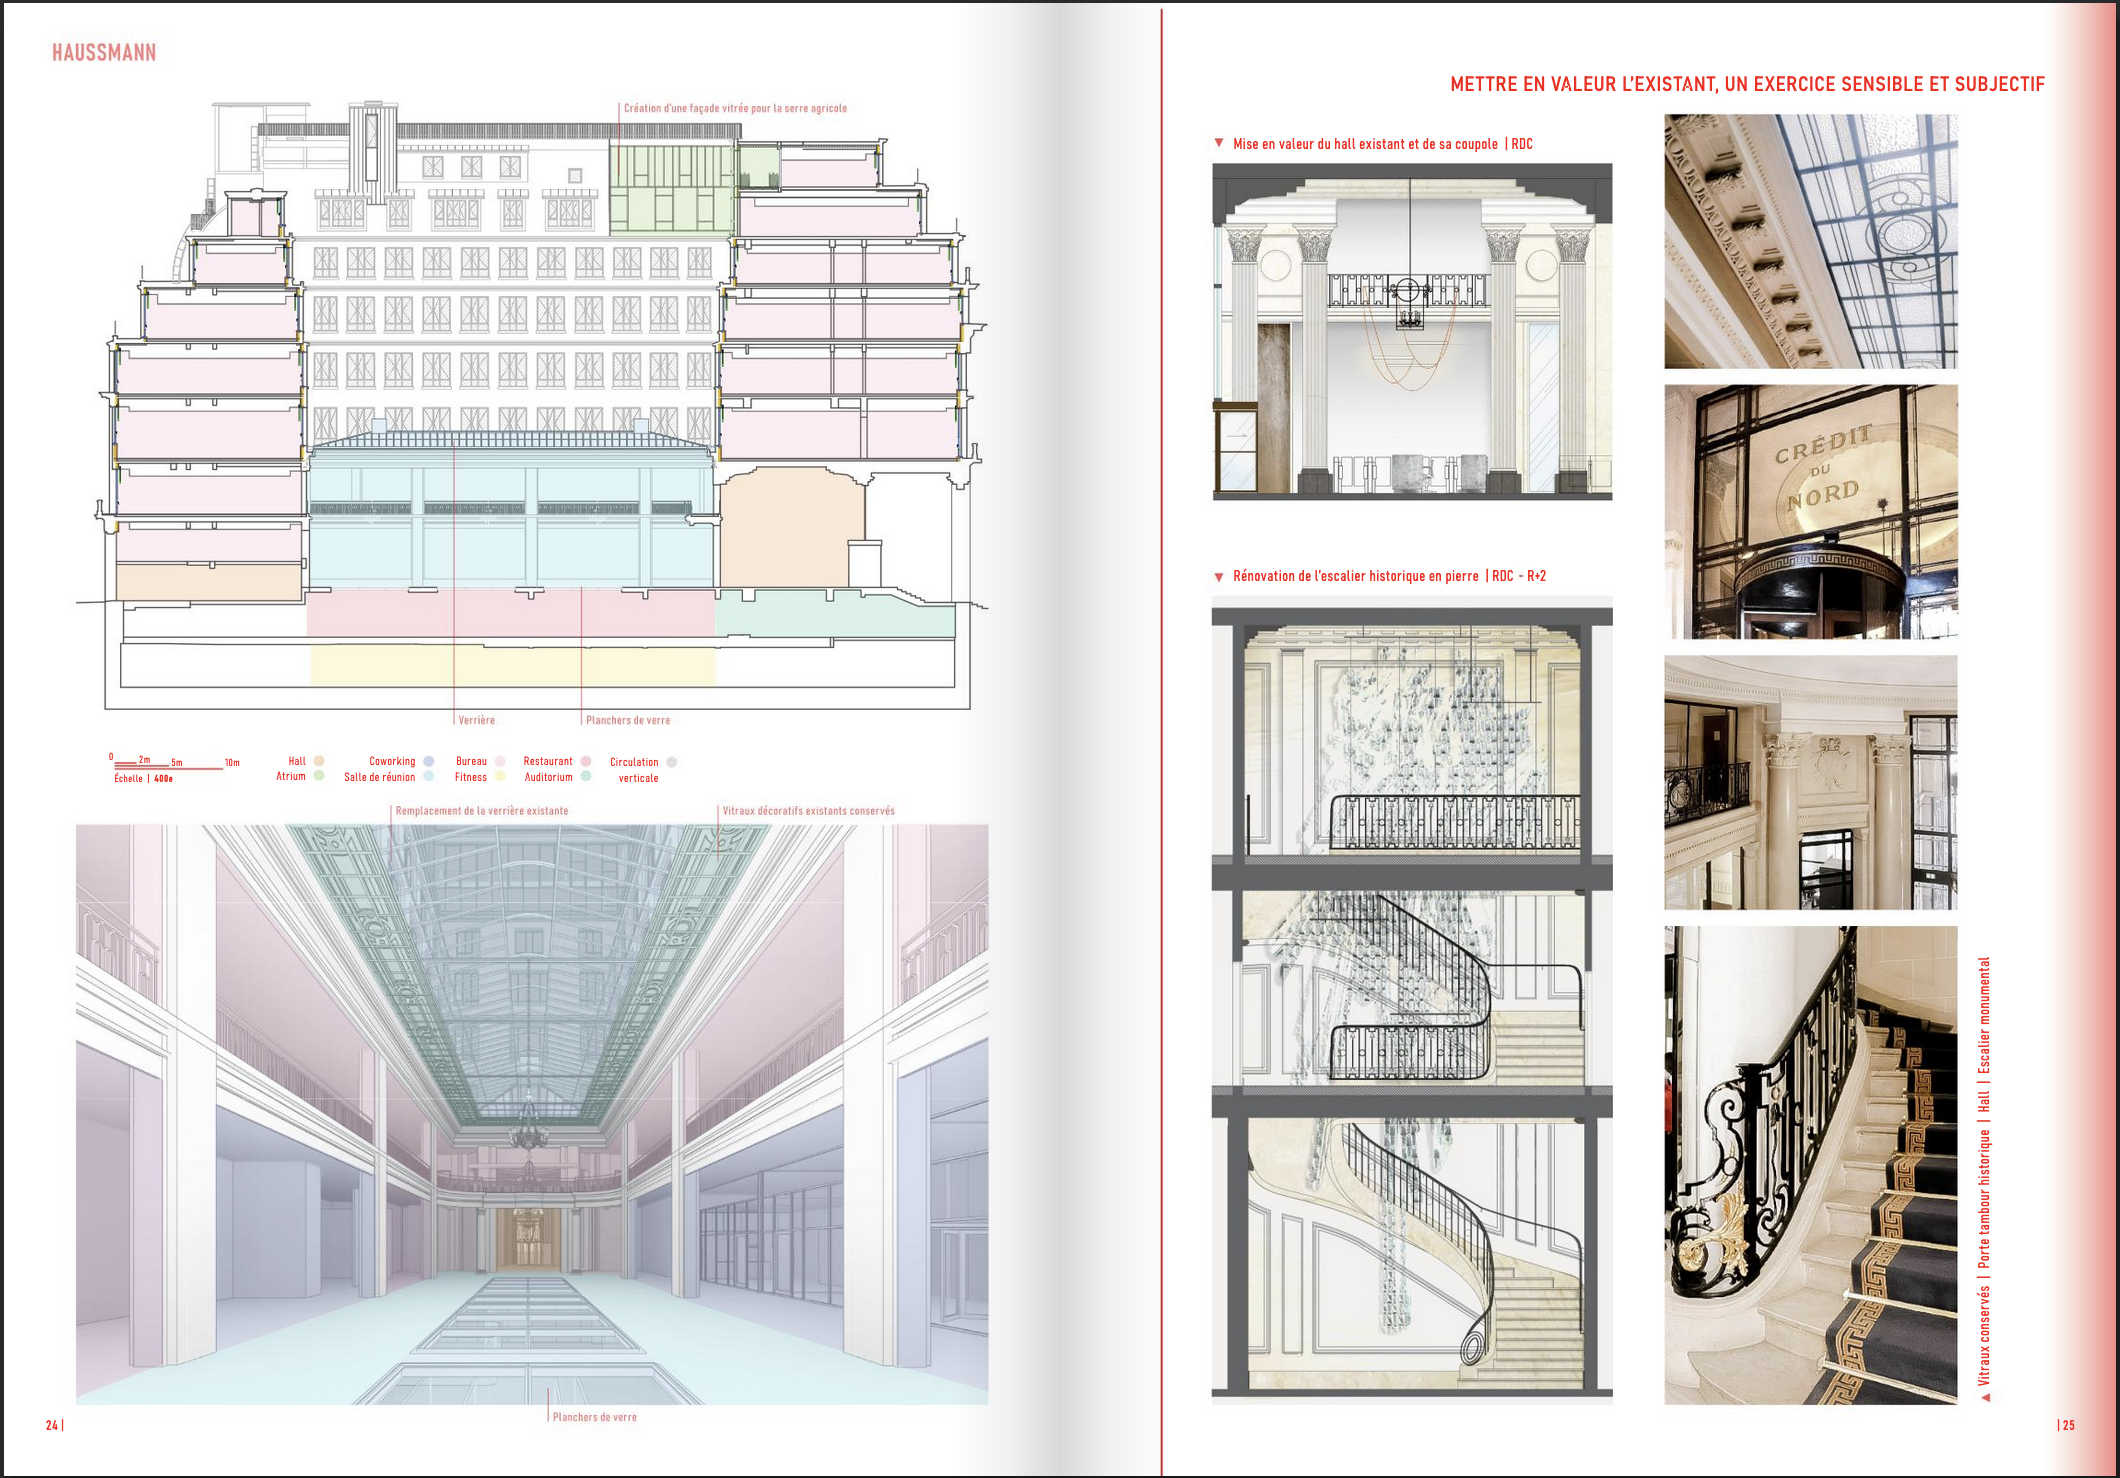 HAUSSMANN
Création d'une façade vitrée pour la serre agricole
Verrière
Planchers de verre
0 2m 5m 10m
Échelle | 400e
Hall
Atrium
Coworking
Salle de réunion
Bureau
Fitness
Restaurant
Auditorium
Circulation
verticale
Remplacement de la verrière existante
Vitraux décoratifs existants conservés
Planchers de verre
24 |
METTRE EN VALEUR L'EXISTANT, UN EXERCICE SENSIBLE ET SUBJECTIF
▼ Mise en valeur du hall existant et de sa coupole | RDC
▼ Rénovation de l'escalier historique en pierre | RDC - R+2
CRÉDIT
DU
NORD
▲ Vitraux conservés | Porte tambour historique | Hall | Escalier monumental
| 25